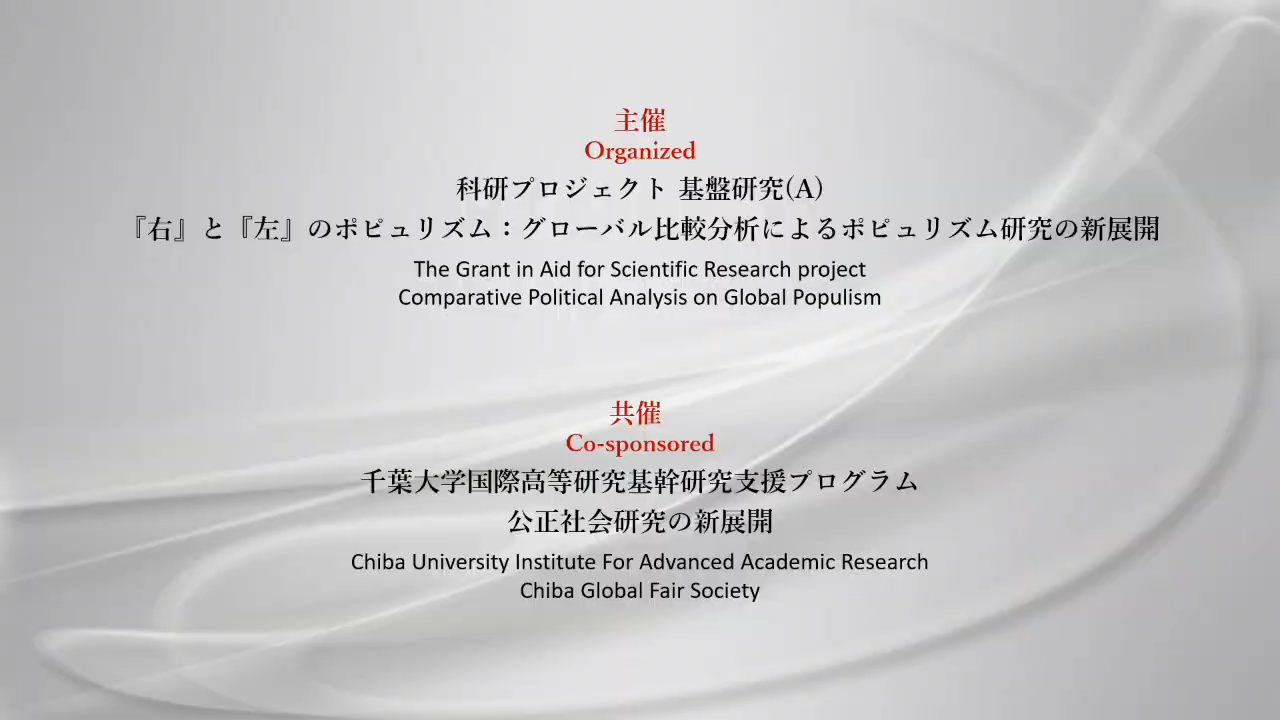 主催
Organized
科研プロジェクト 基盤研究(A)
『右』と『左』のポピュリズム：グローバル比較分析によるポピュリズム研究の新展開
The Grant in Aid for Scientific Research project
Comparative Political Analysis on Global Populism
共催
Co-sponsored
千葉大学国際高等研究基幹研究支援プログラム
公正社会研究の新展開
Chiba University Institute For Advanced Academic Research
Chiba Global Fair Society